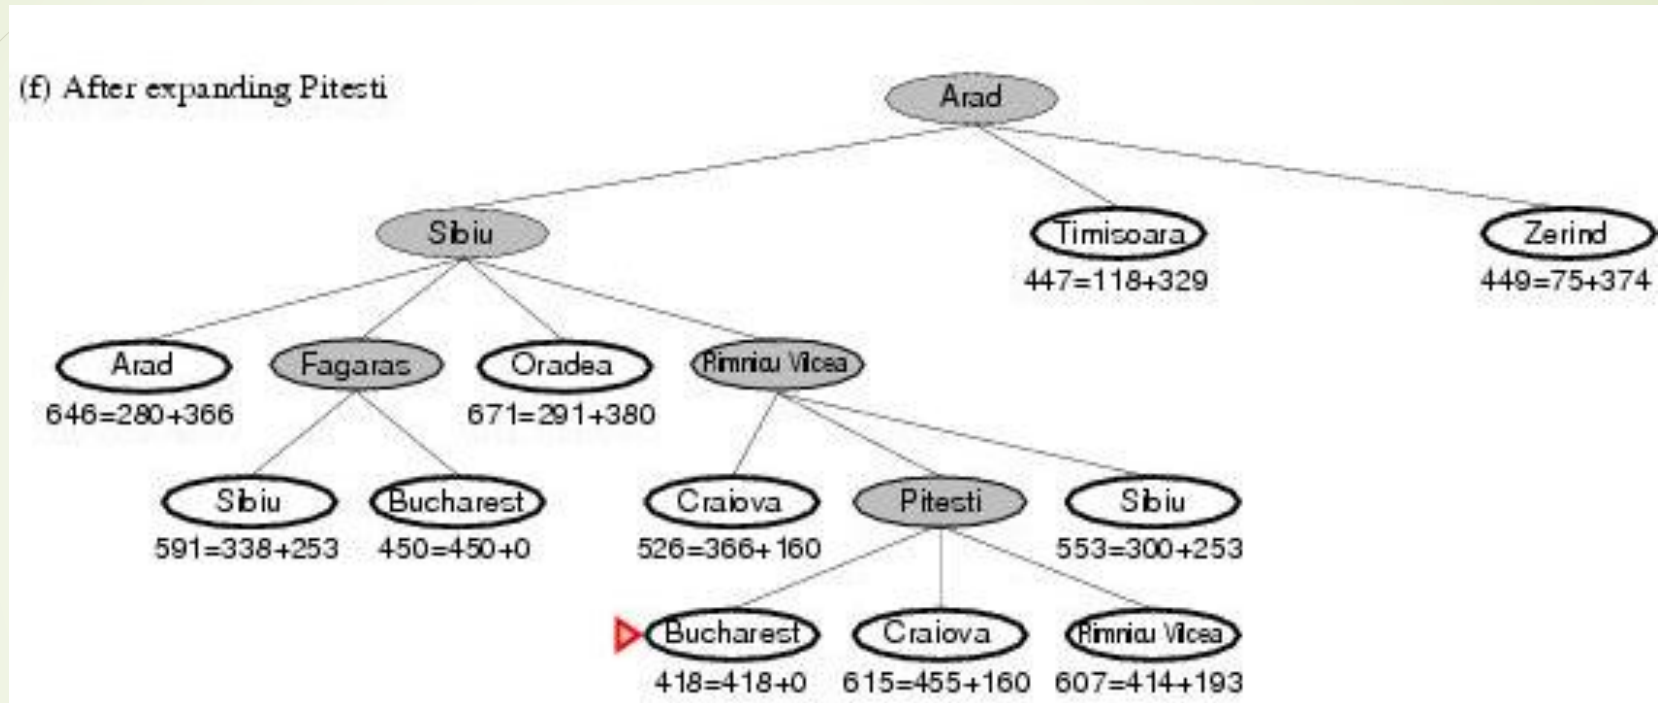 (f) After expanding Pitesti
Arad
Sibiu
Timisoara
447=118+329
Zerind
449=75+374
Arad
646=280+366
Fagaras
Oradea
671=291+380
Rimnicu Vilcea
Sibiu
591=338+253
Bucharest
450=450+0
Craiova
526=366+160
Pitesti
Sibiu
553=300+253
Bucharest
418=418+0
Craiova
615=455+160
Rimnicu Vilcea
607=414+193